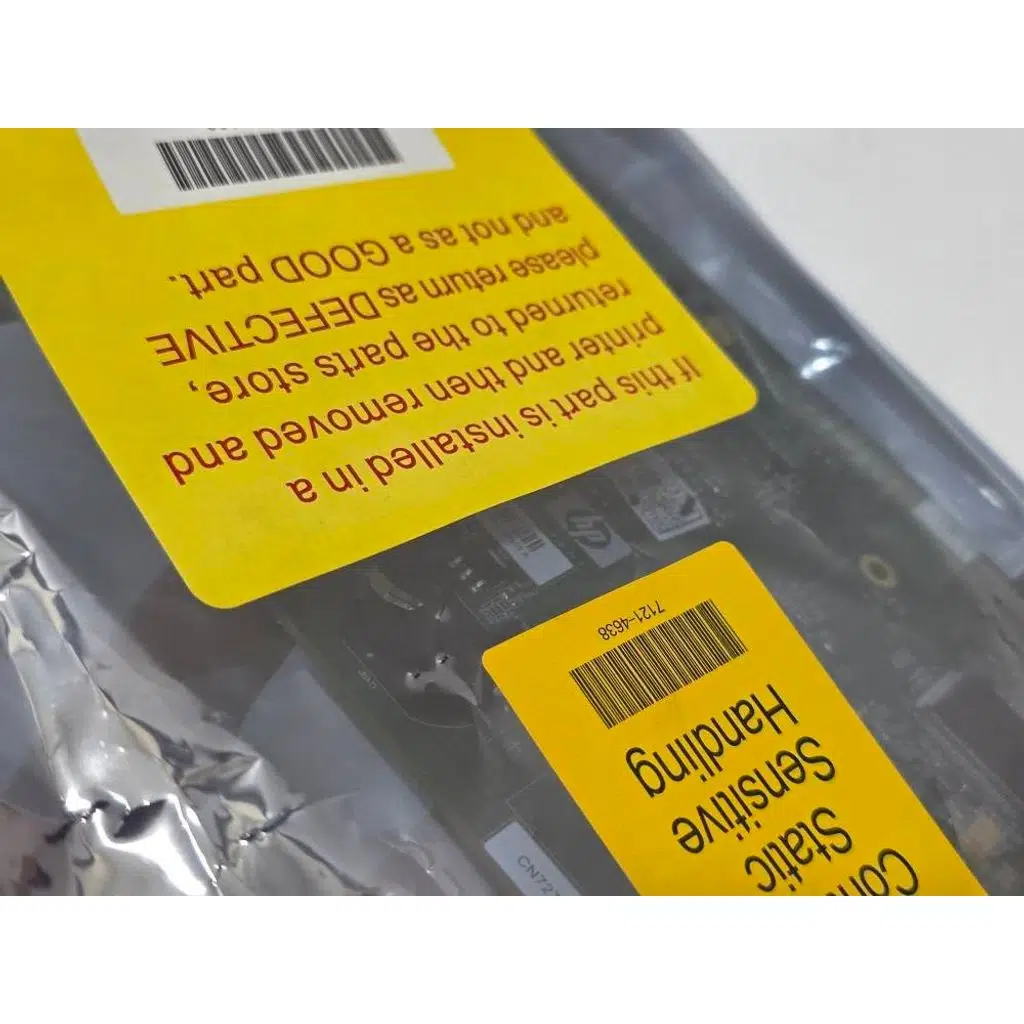 If this part is installed in a
printer and then removed and
returned to the parts store,
please return as DEFECTIVE
and not as a GOOD part.
Static
Sensitive
Handling
7121-4638
CN727